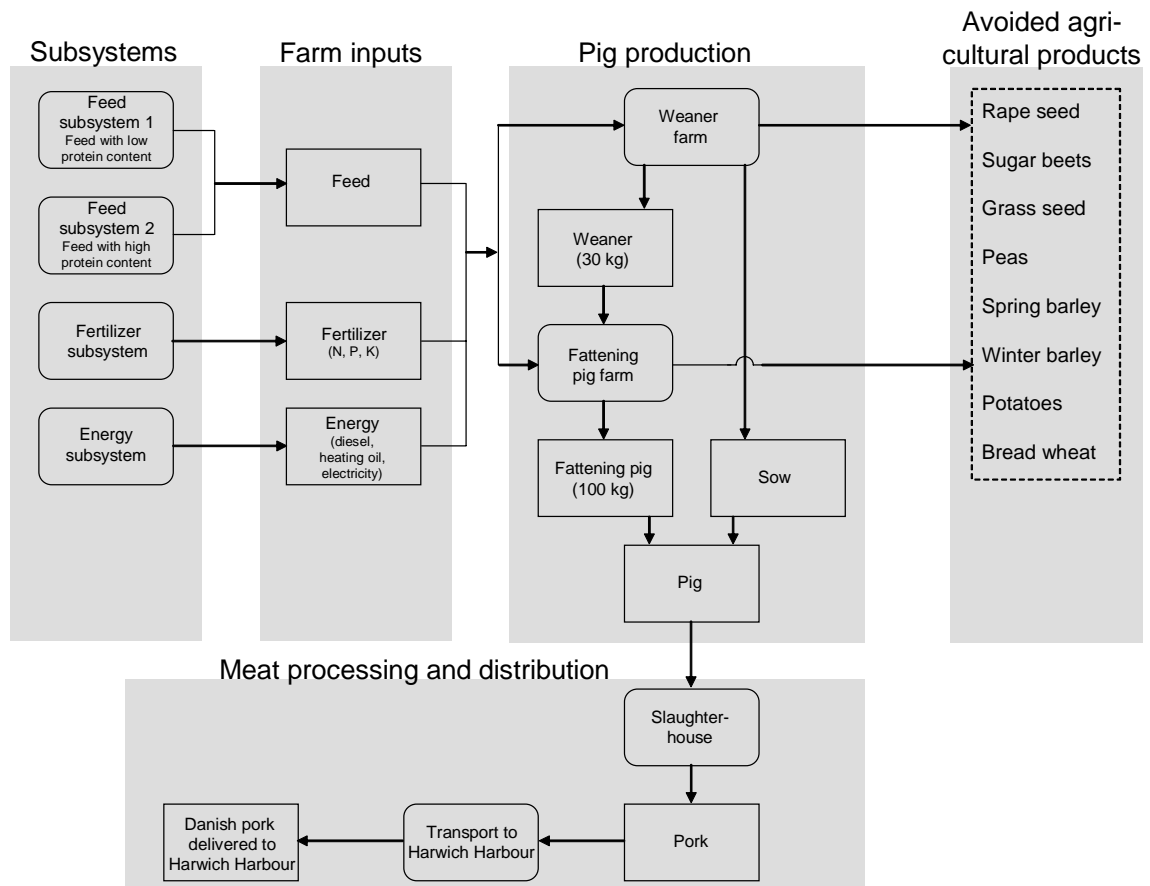 Subsystems
Feed
subsystem 1
Feed with low
protein content
Feed
subsystem 2
Feed with high
protein content
Fertilizer
subsystem
Energy
subsystem
Farm inputs
Feed
Fertilizer
(N, P, K)
Energy
(diesel,
heating oil,
electricity)
Pig production
Weaner
farm
Weaner
(30 kg)
Fattening
pig farm
Fattening pig
(100 kg)
Sow
Pig
Avoided agri-
cultural products
Rape seed
Sugar beets
Grass seed
Peas
Spring barley
Winter barley
Potatoes
Bread wheat
Meat processing and distribution
Slaughter-
house
Pork
Transport to
Harwich Harbour
Danish pork
delivered to
Harwich Harbour